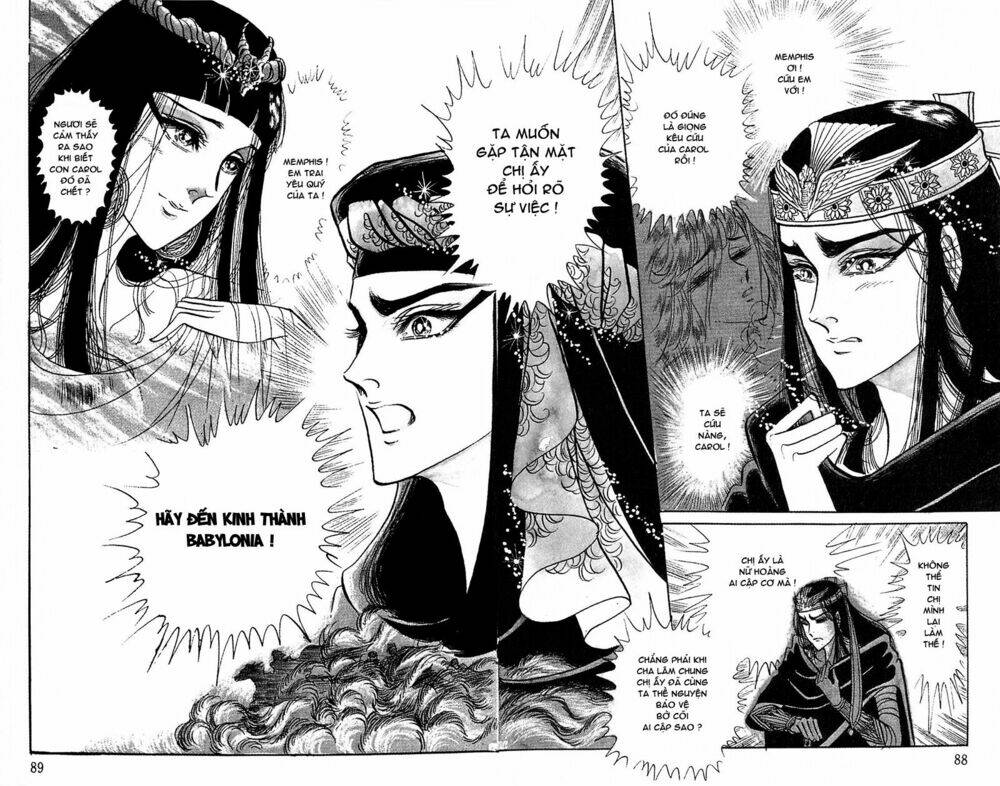 MEMPHIS
ƠI !
CỨU EM
VỚI !
ĐÓ ĐÚNG
LÀ GIỌNG
KÊU CỨU
CỦA CAROL
RỒI !
TA SẼ
CỨU
NÀNG,
CAROL !
KHÔNG
THỂ
TIN
CHỊ
MÌNH
LẠI
LÀM
THẾ !
CHỊ ẤY LÀ
NỮ HOÀNG
AI CẬP CƠ MÀ !
CHẲNG PHẢI KHI
CHA LÂM CHUNG
CHỊ ẤY ĐÃ CÙNG
TA THỀ NGUYỆN
BẢO VỆ
BỜ CÕI
AI CẬP SAO ?
88
TA MUỐN
GẶP TẬN MẶT
CHỊ ẤY
ĐỂ HỎI RÕ
SỰ VIỆC !
MEMPHIS !
EM TRAI
YÊU QUÝ
CỦA TA !
NGƯƠI SẼ
CẢM THẤY
RA SAO
KHI BIẾT
CON CAROL
ĐÓ ĐÃ
CHẾT ?
HÃY ĐẾN KINH THÀNH
BABYLONIA !
89